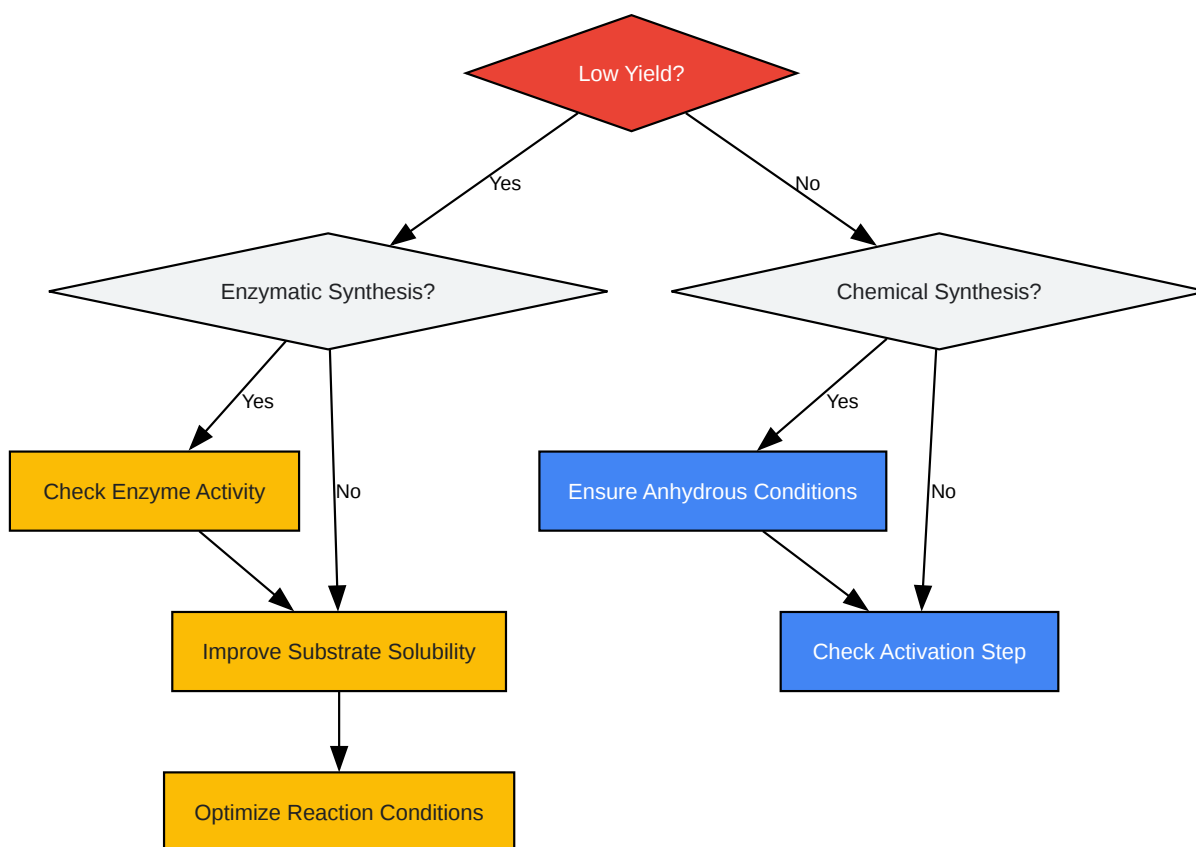 Low Yield?
Yes
No
Enzymatic Synthesis?
Chemical Synthesis?
Yes
Yes
Check Enzyme Activity
No
Ensure Anhydrous Conditions
No
Improve Substrate Solubility
Check Activation Step
Optimize Reaction Conditions